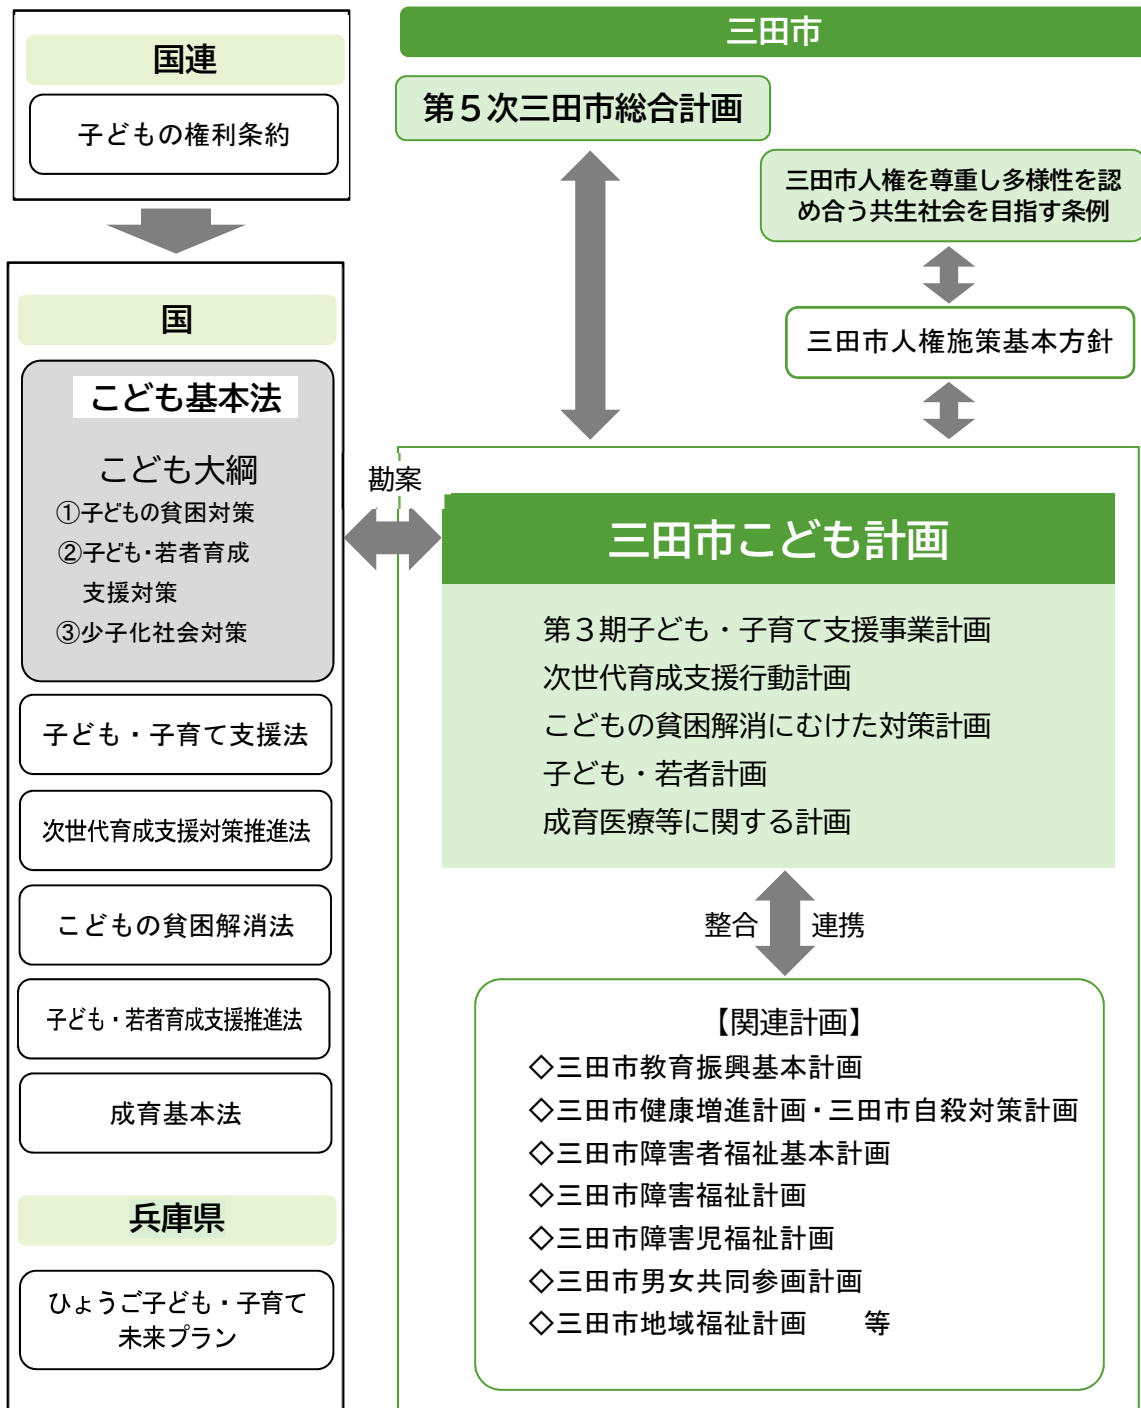 国連
子どもの権利条約
国
こども基本法
こども大綱
①子どもの貧困対策
②子ども・若者育成
支援対策
③少子化社会対策
子ども・子育て支援法
次世代育成支援対策推進法
こどもの貧困解消法
子ども・若者育成支援推進法
成育基本法
兵庫県
ひょうご子ども・子育て
未来プラン
三田市
第５次三田市総合計画
三田市人権を尊重し多様性を認
め合う共生社会を目指す条例
三田市人権施策基本方針
勘案
三田市こども計画
第３期子ども・子育て支援事業計画
次世代育成支援行動計画
こどもの貧困解消にむけた対策計画
子ども・若者計画
成育医療等に関する計画
整合 連携
【関連計画】
◇三田市教育振興基本計画
◇三田市健康増進計画・三田市自殺対策計画
◇三田市障害者福祉基本計画
◇三田市障害福祉計画
◇三田市障害児福祉計画
◇三田市男女共同参画計画
◇三田市地域福祉計画　　等